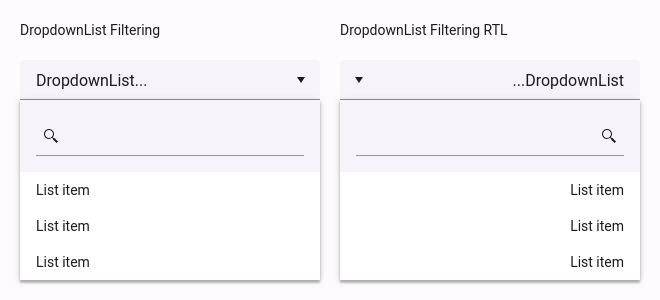 DropdownList Filtering
DropdownList...
List item
List item
List item
DropdownList Filtering RTL
...DropdownList
List item
List item
List item